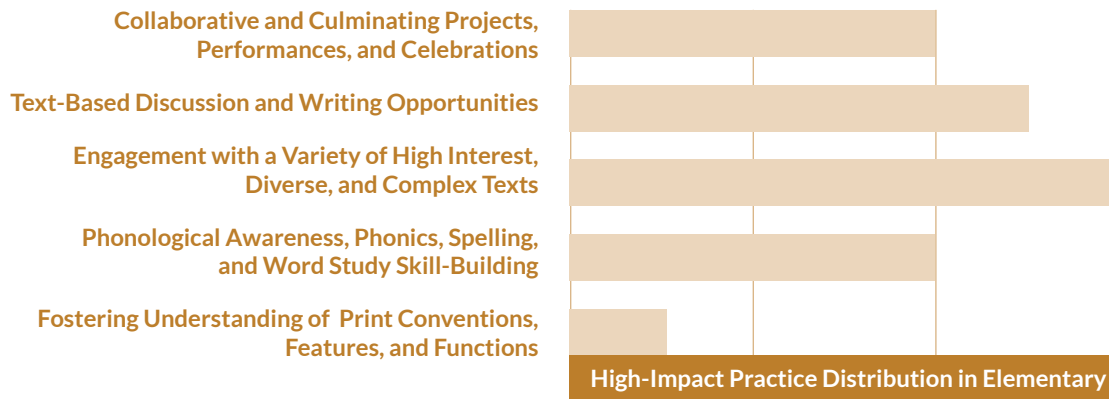 Collaborative and Culminating Projects,
Performances, and Celebrations
Text-Based Discussion and Writing Opportunities
Engagement with a Variety of High Interest,
Diverse, and Complex Texts
Phonological Awareness, Phonics, Spelling,
and Word Study Skill-Building
Fostering Understanding of Print Conventions,
Features, and Functions
High-Impact Practice Distribution in Elementary